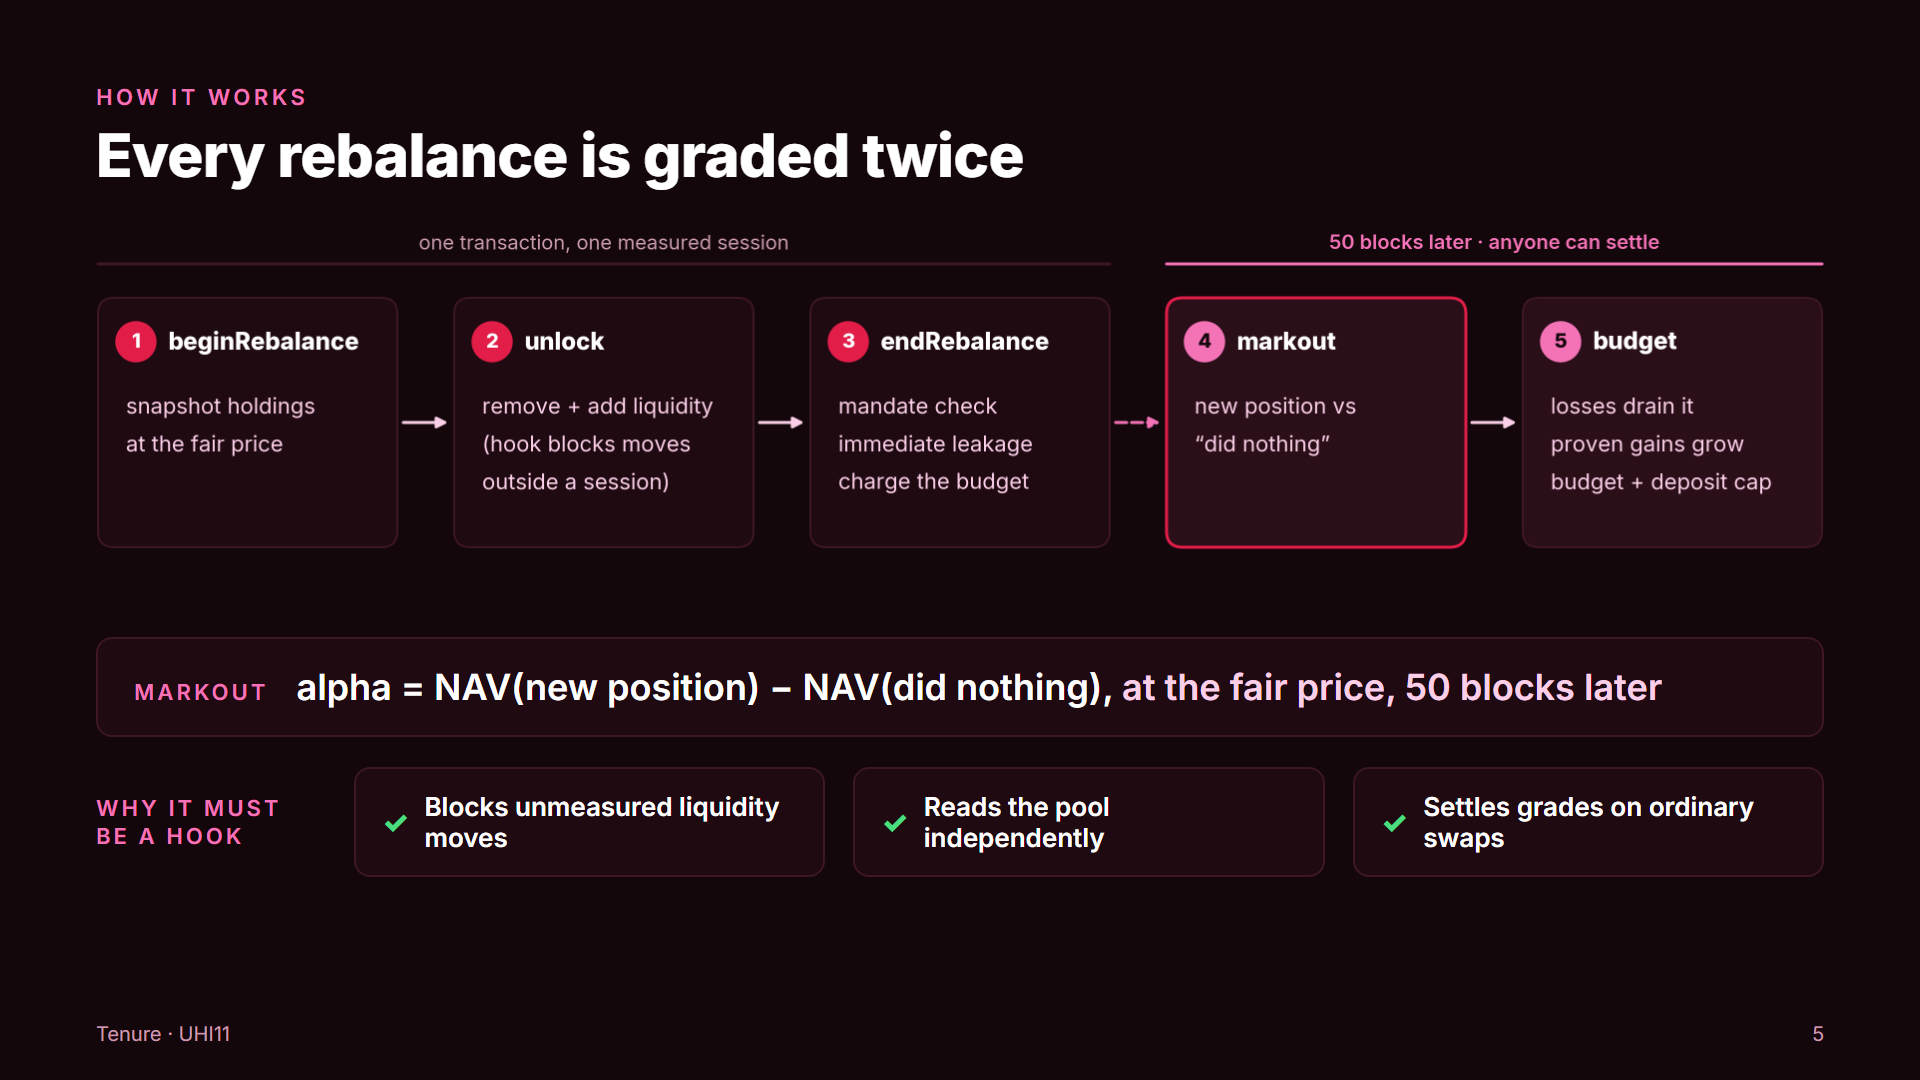 HOW IT WORKS
Every rebalance is graded twice
one transaction, one measured session
50 blocks later · anyone can settle
1 beginRebalance
snapshot holdings
at the fair price
2 unlock
remove + add liquidity
(hook blocks moves
outside a session)
3 endRebalance
mandate check
immediate leakage
charge the budget
4 markout
new position vs
“did nothing”
5 budget
losses drain it
proven gains grow
budget + deposit cap
MARKOUT alpha = NAV(new position) − NAV(did nothing), at the fair price, 50 blocks later
WHY IT MUST
BE A HOOK
Blocks unmeasured liquidity
moves
Reads the pool
independently
Settles grades on ordinary
swaps
Tenure · UHI11
5